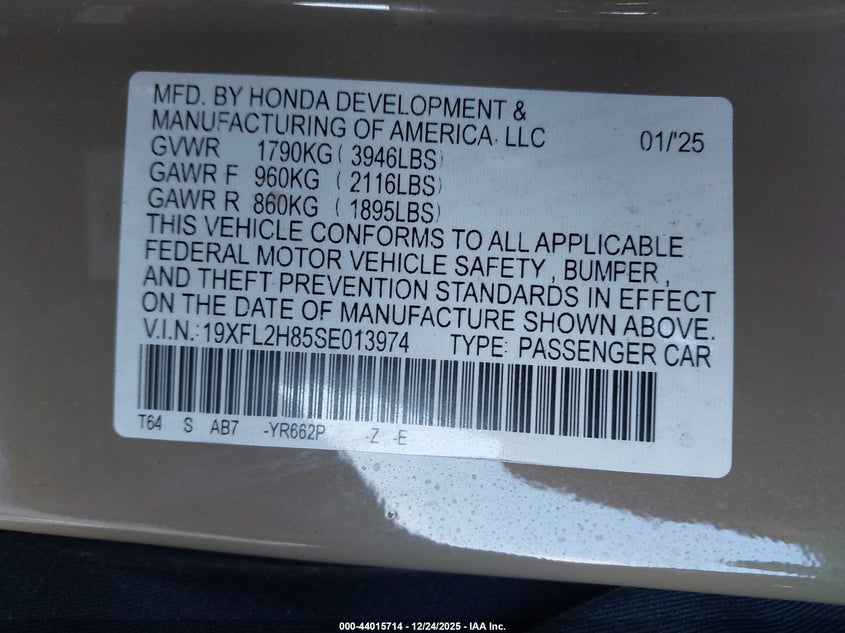 MFD. BY HONDA DEVELOPMENT &
MANUFACTURING OF AMERICA, LLC 01/'25
GVWR 1790KG ( 3946LBS)
GAWR F 960KG ( 2116LBS)
GAWR R 860KG ( 1895LBS)
THIS VEHICLE CONFORMS TO ALL APPLICABLE
FEDERAL MOTOR VEHICLE SAFETY , BUMPER ,
AND THEFT PREVENTION STANDARDS IN EFFECT
ON THE DATE OF MANUFACTURE SHOWN ABOVE.
V.I.N.: 19XFL2H85SE013974 TYPE: PASSENGER CAR
T64 S AB7 -YR662P -Z -E
000-44015714 - 12/24/2025 - IAA Inc.